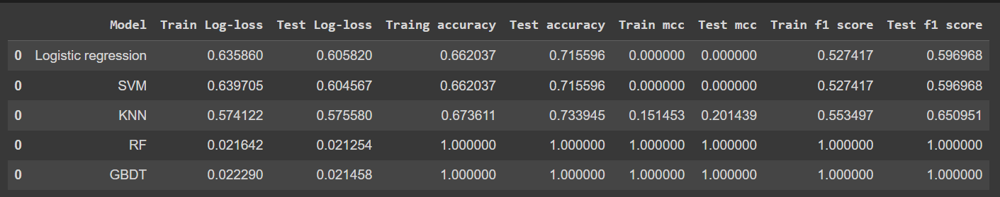 Model Train Log-loss Test Log-loss Traing accuracy Test accuracy Train mcc Test mcc Train f1 score Test f1 score
0 Logistic regression 0.635860 0.605820 0.662037 0.715596 0.000000 0.000000 0.527417 0.596968
0 SVM 0.639705 0.604567 0.662037 0.715596 0.000000 0.000000 0.527417 0.596968
0 KNN 0.574122 0.575580 0.673611 0.733945 0.151453 0.201439 0.553497 0.650951
0 RF 0.021642 0.021254 1.000000 1.000000 1.000000 1.000000 1.000000 1.000000
0 GBDT 0.022290 0.021458 1.000000 1.000000 1.000000 1.000000 1.000000 1.000000